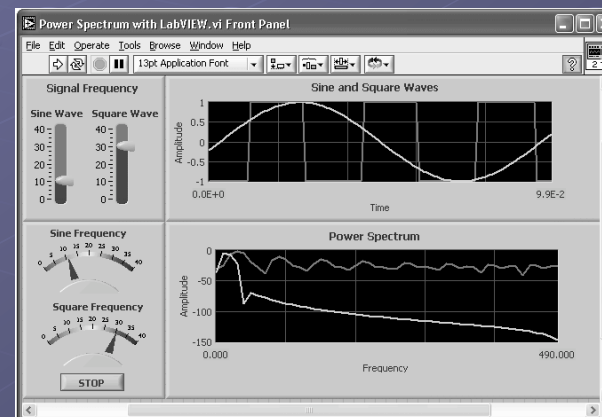 Power Spectrum with LabVIEW.vi Front Panel
File Edit Operate Tools Browse Window Help
13pt Application Font
?
2
Signal Frequency
Sine Wave Square Wave
40 40
30 30
20 20
10 10
0 0
Sine and Square Waves
Amplitude
1
0.5
0
-0.5
-1
0.0E+0 9.9E-2
Time
Sine Frequency
0 5 10 15 20 25 30 35 40
Square Frequency
0 5 10 15 20 25 30 35 40
STOP
Power Spectrum
Amplitude
0
-50
-100
-150
0.000 490.000
Frequency